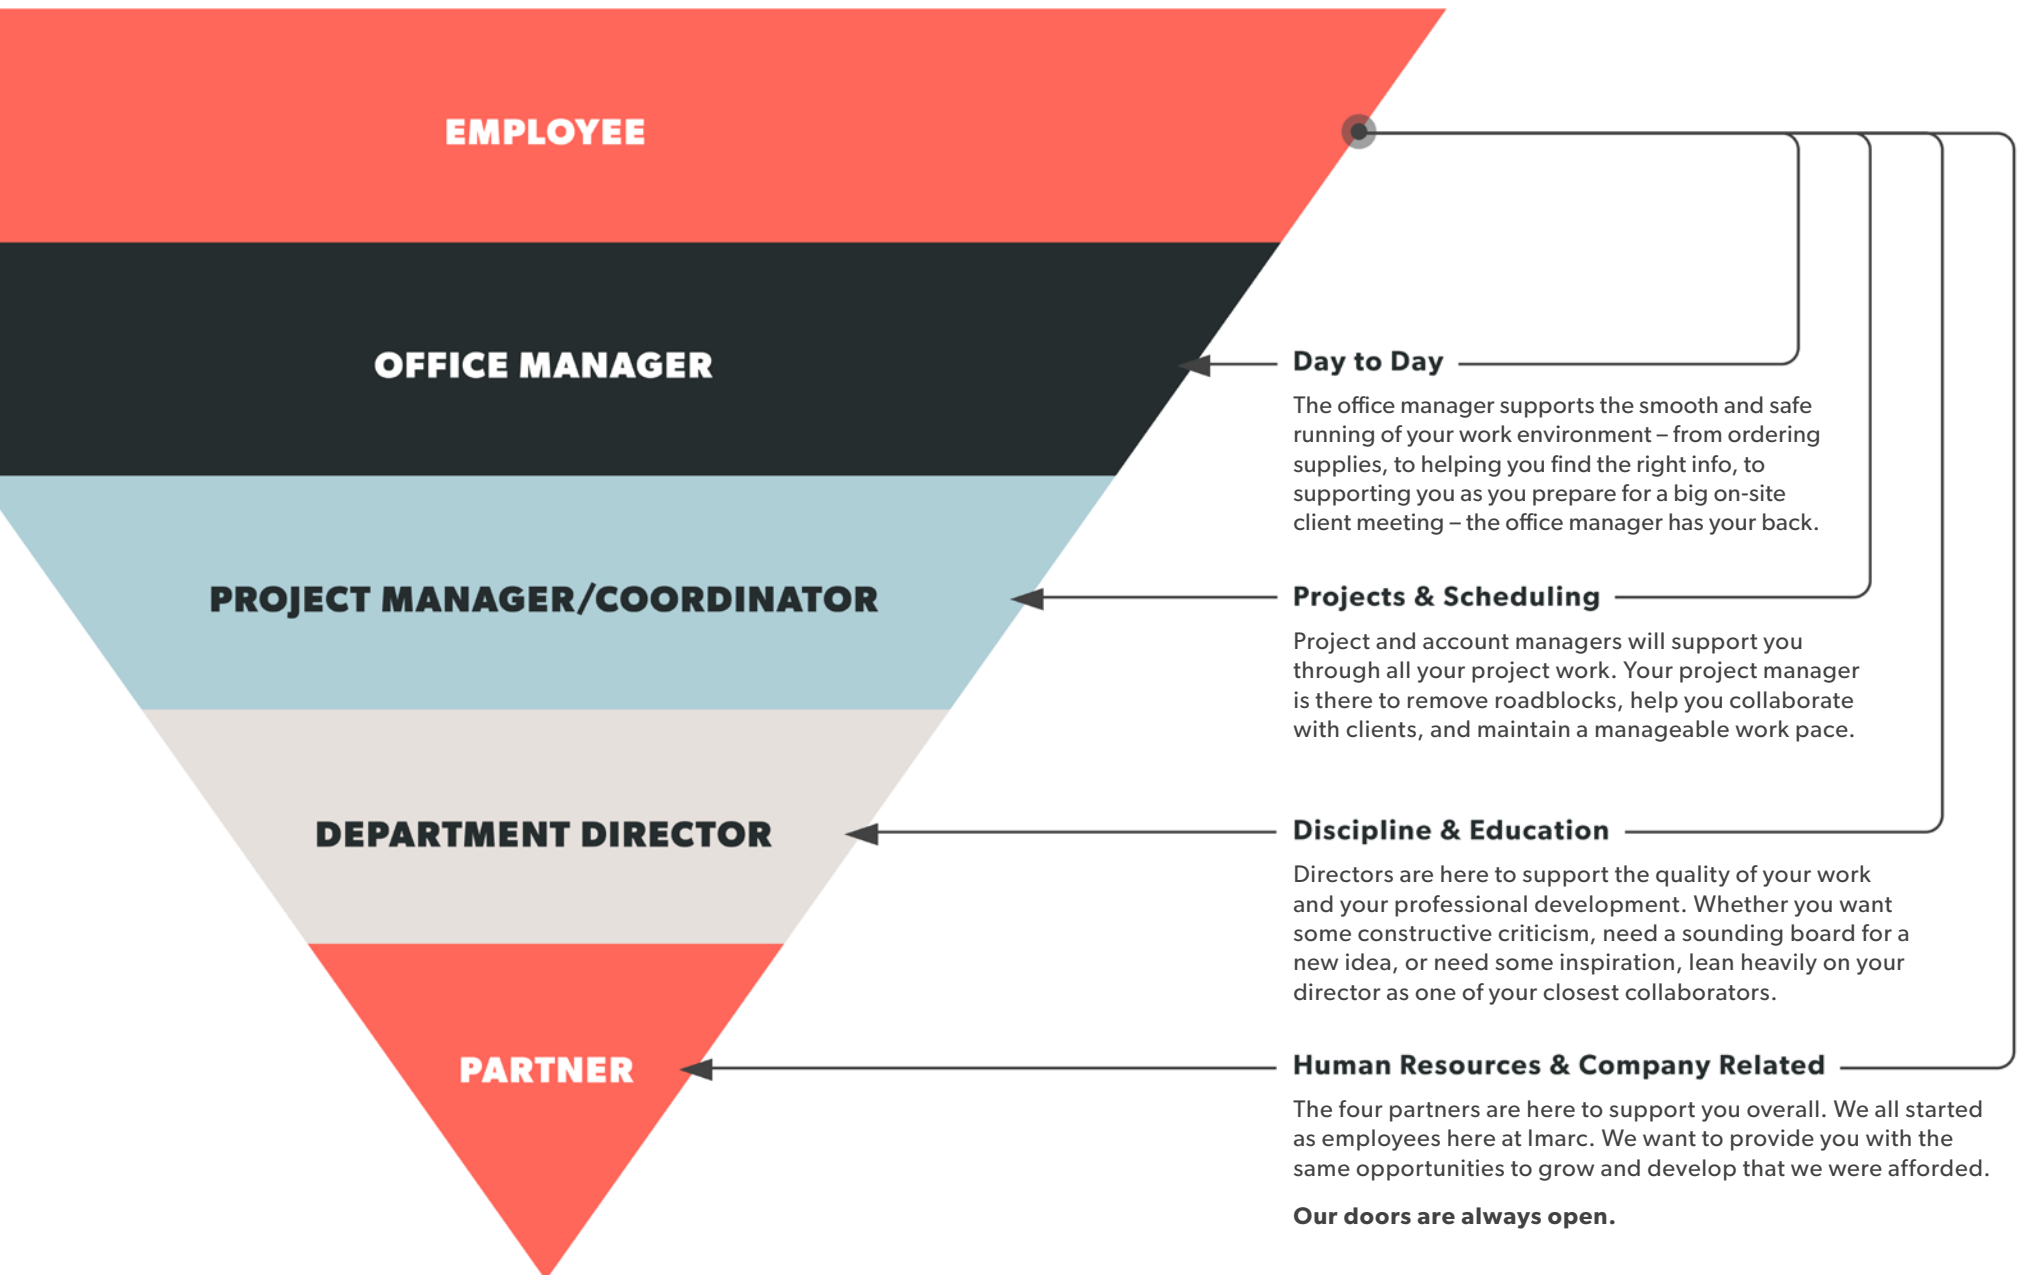 EMPLOYEE
OFFICE MANAGER
Day to Day
The office manager supports the smooth and safe
running of your work environment – from ordering
supplies, to helping you find the right info, to
supporting you as you prepare for a big on-site
client meeting – the office manager has your back.
PROJECT MANAGER/COORDINATOR
Projects & Scheduling
Project and account managers will support you
through all your project work. Your project manager
is there to remove roadblocks, help you collaborate
with clients, and maintain a manageable work pace.
DEPARTMENT DIRECTOR
Discipline & Education
Directors are here to support the quality of your work
and your professional development. Whether you want
some constructive criticism, need a sounding board for a
new idea, or need some inspiration, lean heavily on your
director as one of your closest collaborators.
PARTNER
Human Resources & Company Related
The four partners are here to support you overall. We all started
as employees here at Imarc. We want to provide you with the
same opportunities to grow and develop that we were afforded.
Our doors are always open.